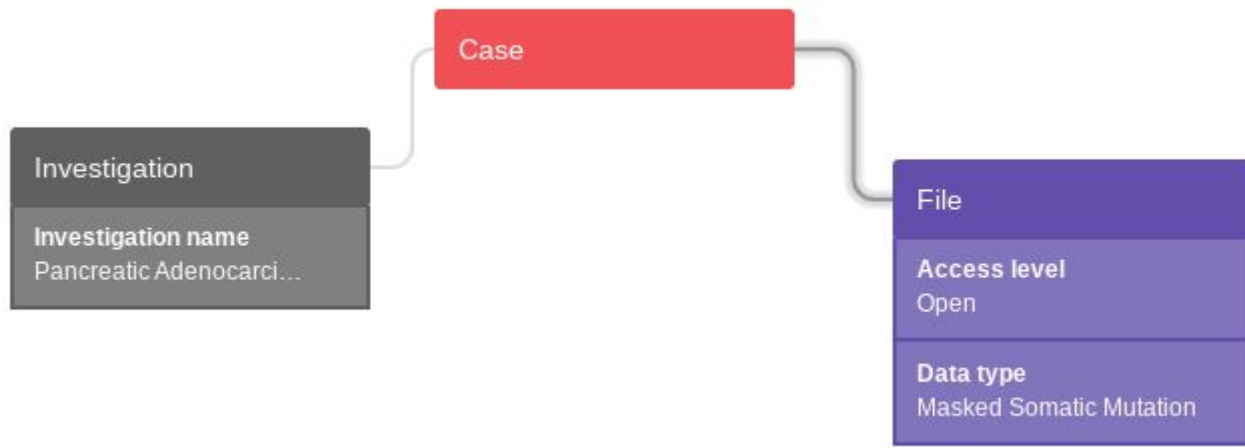 Case
Investigation
Investigation name
Pancreatic Adenocarci...
File
Access level
Open
Data type
Masked Somatic Mutation